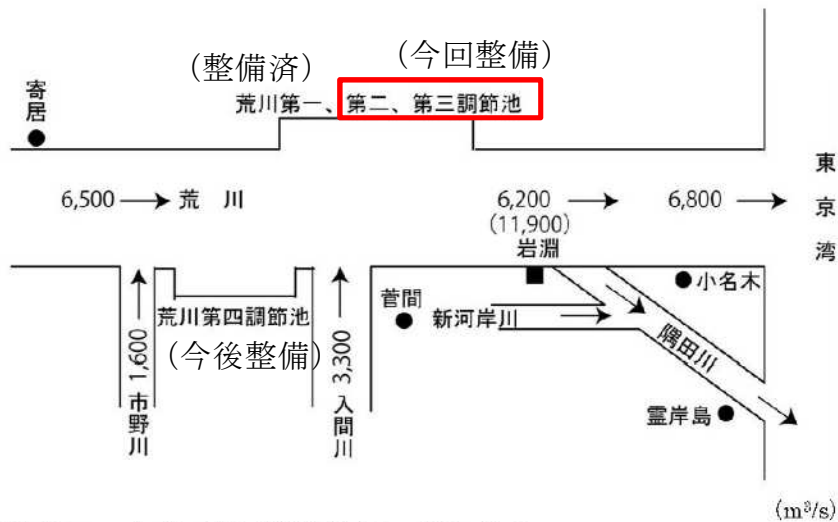 (整備済)
(今回整備)
荒川第一、第二、第三調節池
寄居
6,500
荒川
6,200
(11,900)
岩淵
6,800
東京湾
荒川第四調節池
(今後整備)
1,600
市野川
3,300
入間川
菅間
新河岸川
小名木
隅田川
霊岸島
(m³/s)